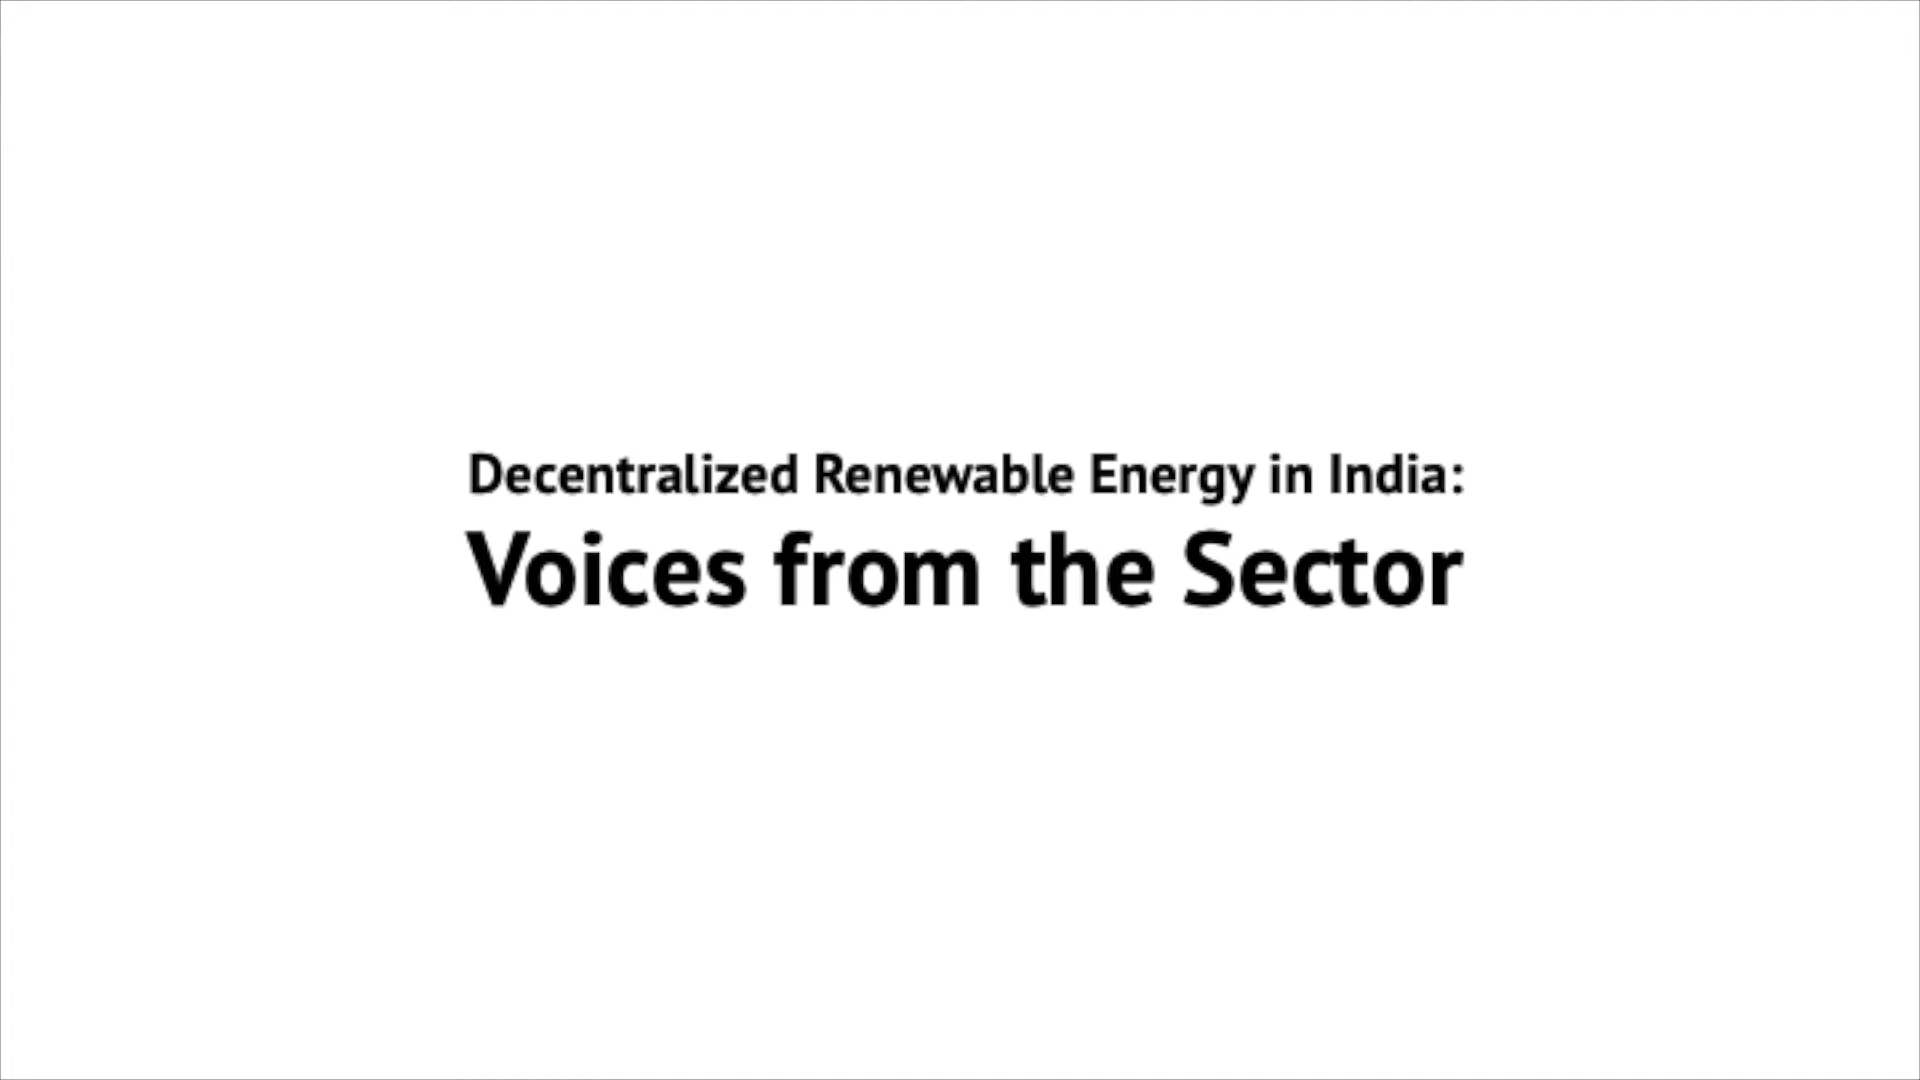 Decentralized Renewable Energy in India:
Voices from the Sector